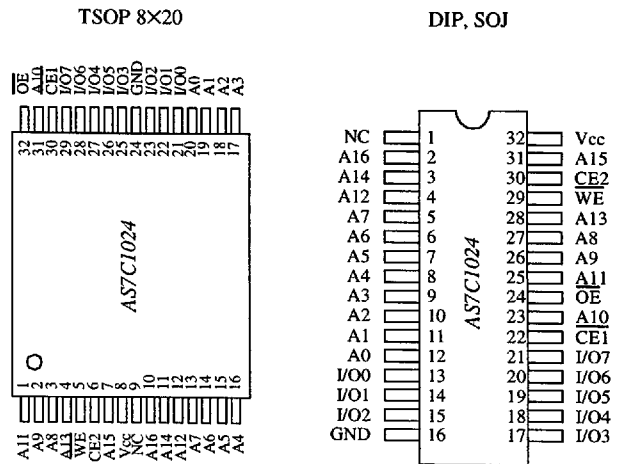 TSOP 8×20
OE A10 CE1 I/O7 I/O6 I/O4 I/O5 I/O3 GND I/O2 I/O1 I/O0 A0 A1 A2 A3
32 31 30 29 28 27 26 25 24 23 22 21 20 19 18 17
AS7C1024
1 2 3 4 5 6 7 8 9 10 11 12 13 14 15 16
A11 A9 A8 A13 WE CE2 A15 Vcc NC A16 A14 A12 A7 A6 A5 A4
DIP, SOJ
NC 1 32 Vcc
A16 2 31 A15
A14 3 30 CE2
A12 4 29 WE
A7 5 28 A13
A6 6 27 A8
A5 7 26 A9
A4 8 25 A11
A3 9 24 OE
A2 10 23 A10
A1 11 22 CE1
A0 12 21 I/O7
I/O0 13 20 I/O6
I/O1 14 19 I/O5
I/O2 15 18 I/O4
GND 16 17 I/O3
AS7C1024